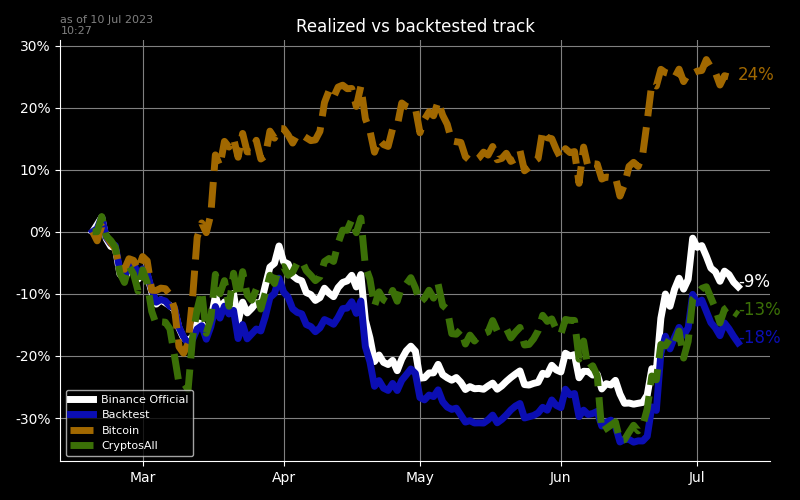 as of 10 Jul 2023
10:27
Realized vs backtested track
30%
20%
10%
0%
-10%
-20%
-30%
24%
-9%
-13%
-18%
Binance Official
Backtest
Bitcoin
CryptosAll
Mar
Apr
May
Jun
Jul